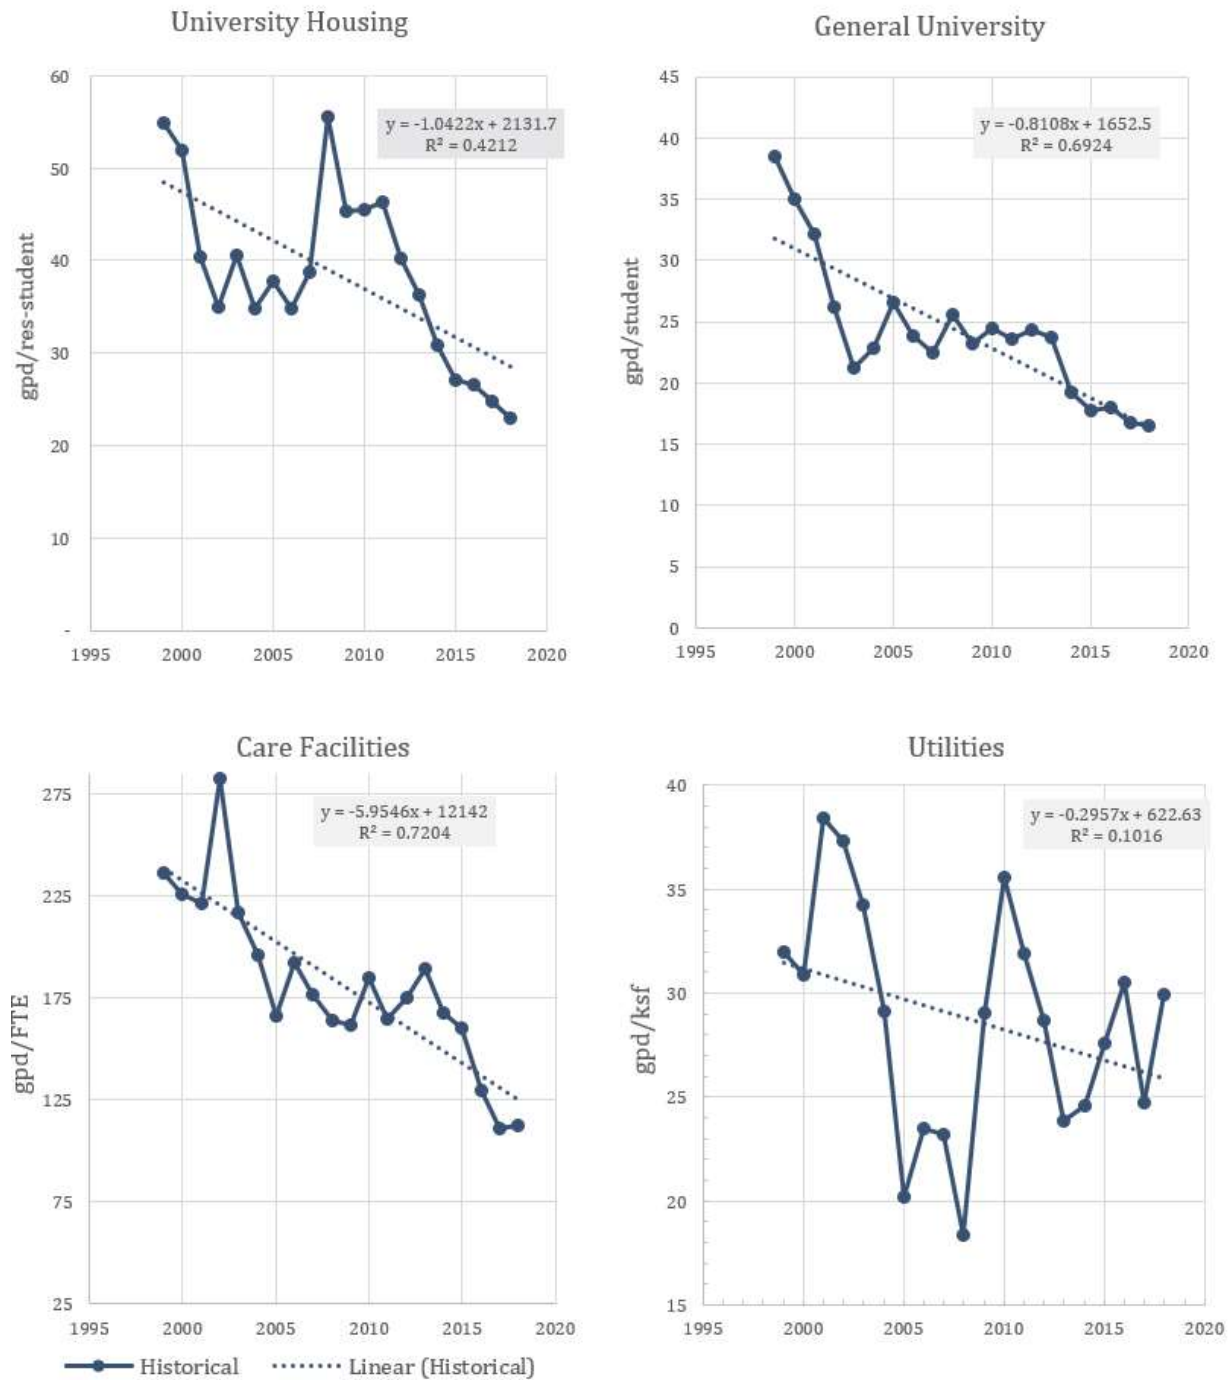 University Housing
60
50
40
30
20
10
-
1995 2000 2005 2010 2015 2020
gpd/res-student
y = -1.0422x + 2131.7
R² = 0.4212
General University
45
40
35
30
25
20
15
10
5
0
1995 2000 2005 2010 2015 2020
gpd/student
y = -0.8108x + 1652.5
R² = 0.6924
Care Facilities
275
225
175
125
75
25
1995 2000 2005 2010 2015 2020
gpd/FTE
y = -5.9546x + 12142
R² = 0.7204
Utilities
40
35
30
25
20
15
1995 2000 2005 2010 2015 2020
gpd/ksf
y = -0.2957x + 622.63
R² = 0.1016
Historical Linear (Historical)